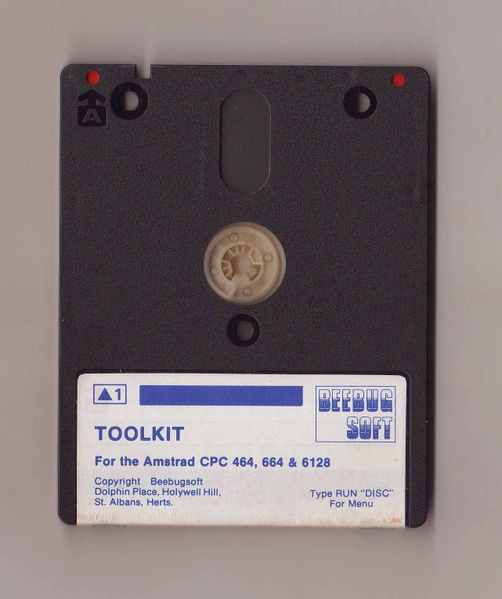 A
▲1
BEEBUG
SOFT
TOOLKIT
For the Amstrad CPC 464, 664 & 6128
Copyright Beebugsoft
Dolphin Place, Holywell Hill,
St. Albans, Herts.
Type RUN "DISC"
For Menu